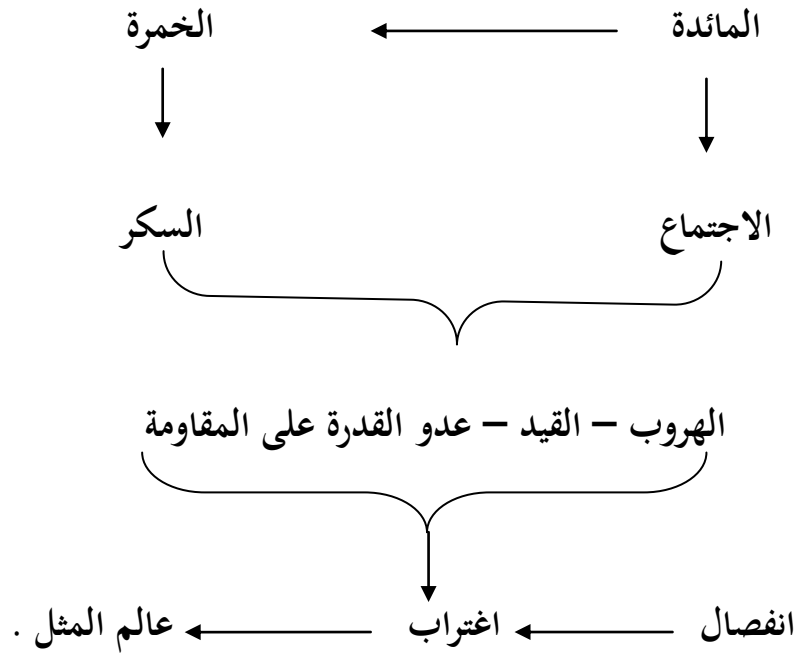 المائدة الخمرة
الاجتماع السكر
الهروب – القيد – عدو القدرة على المقاومة
انفصال اغتراب عالم المثل .